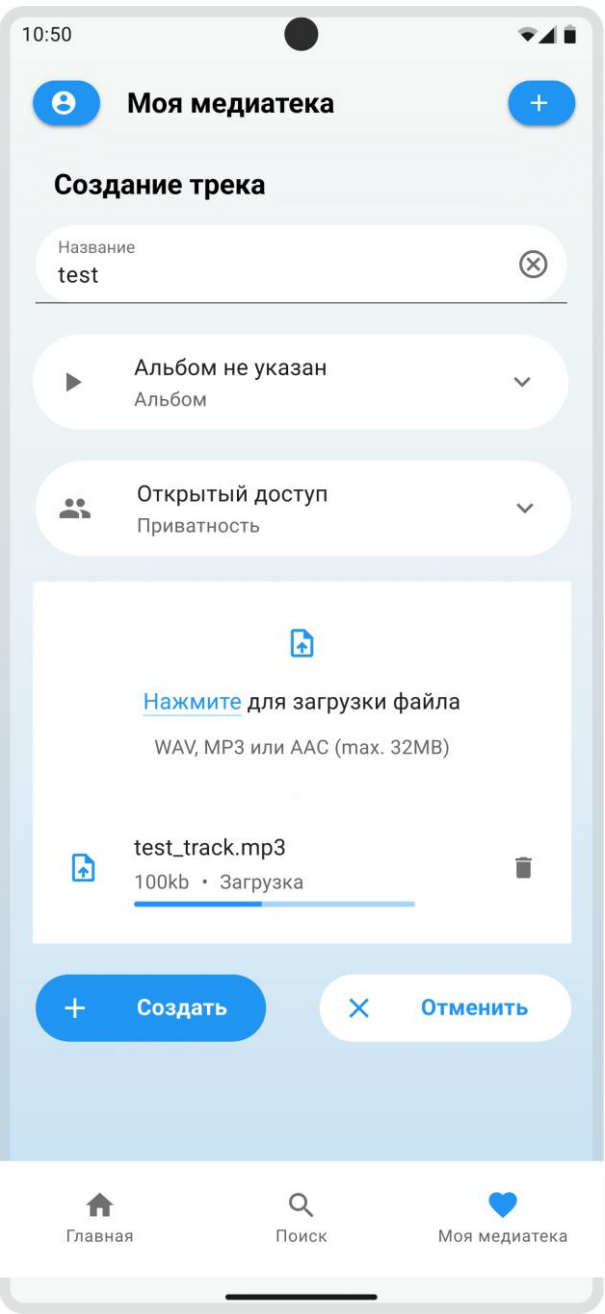 10:50
Моя медиатека
Создание трека
Название
test
Альбом не указан
Альбом
Открытый доступ
Приватность
Нажмите для загрузки файла
WAV, MP3 или AAC (max. 32MB)
test_track.mp3
100kb • Загрузка
Создать
Отменить
Главная
Поиск
Моя медиатека